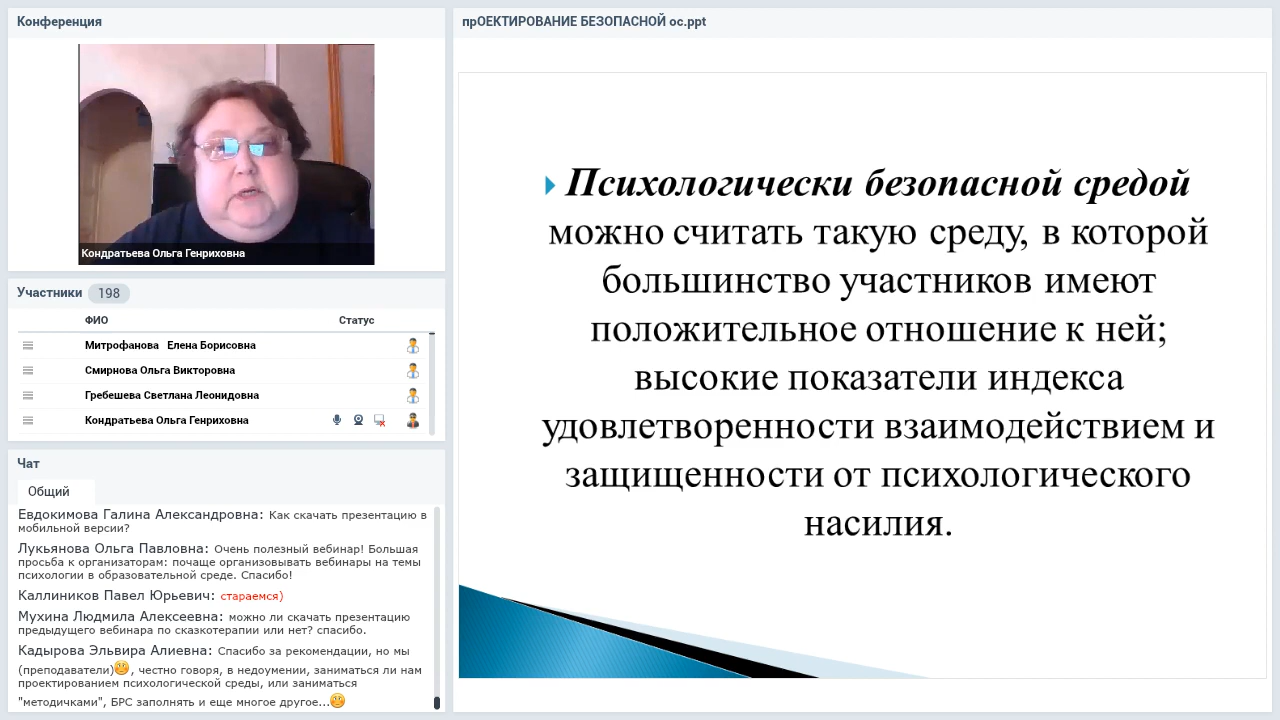 Конференция
Кондратьева Ольга Генриховна
Участники 198
ФИО Статус
Митрофанова Елена Борисовна
Смирнова Ольга Викторовна
Гребешева Светлана Леонидовна
Кондратьева Ольга Генриховна
Чат
Общий
Евдокимова Галина Александровна: Как скачать презентацию в
мобильной версии?
Лукьянова Ольга Павловна: Очень полезный вебинар! Большая
просьба к организаторам: почаще организовывать вебинары на темы
психологии в образовательной среде. Спасибо!
Каллиников Павел Юрьевич: стараемся)
Мухина Людмила Алексеевна: можно ли скачать презентацию
предыдущего вебинара по сказкотерапии или нет? спасибо.
Кадырова Эльвира Алиевна: Спасибо за рекомендации, но мы
(преподаватели), честно говоря, в недоумении, заниматься ли нам
проектированием психологической среды, или заниматься
"методичками", БРС заполнять и еще многое другое...
прОЕКТИРОВАНИЕ БЕЗОПАСНОЙ ос.ppt
Психологически безопасной средой
можно считать такую среду, в которой
большинство участников имеют
положительное отношение к ней;
высокие показатели индекса
удовлетворенности взаимодействием и
защищенности от психологического
насилия.